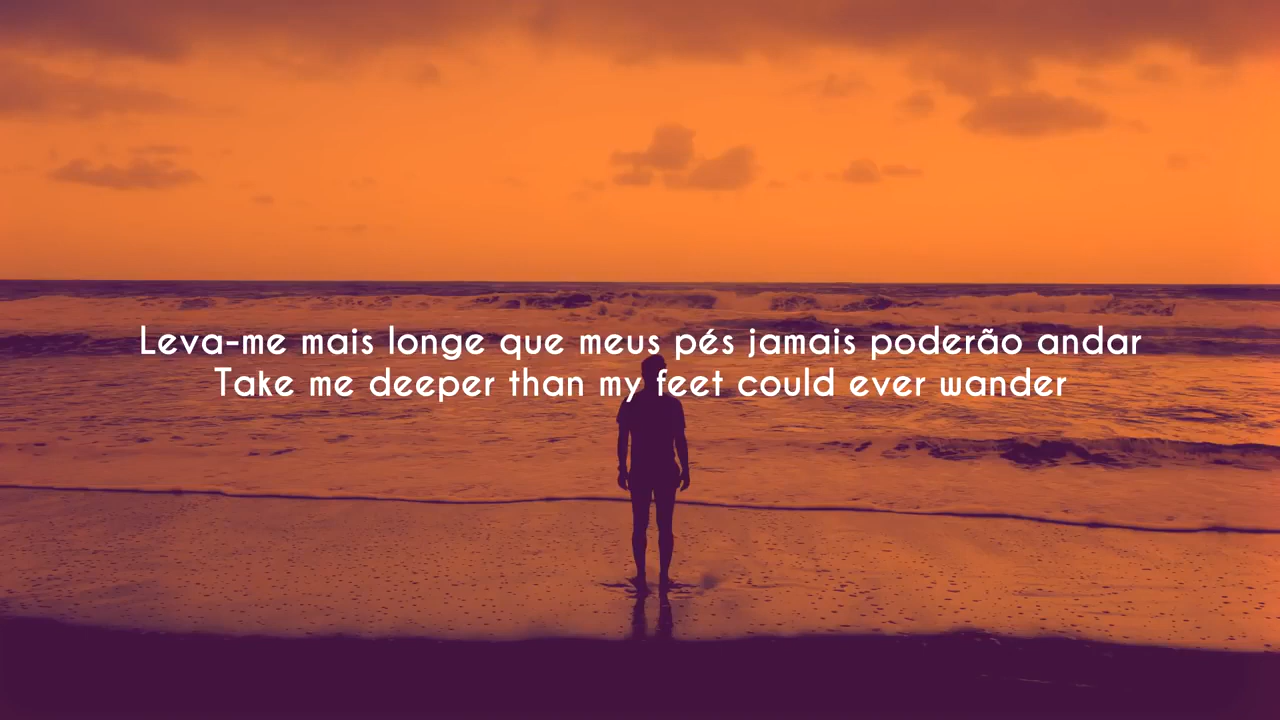 Leva-me mais longe que meus pés jamais poderão andar
Take me deeper than my feet could ever wander